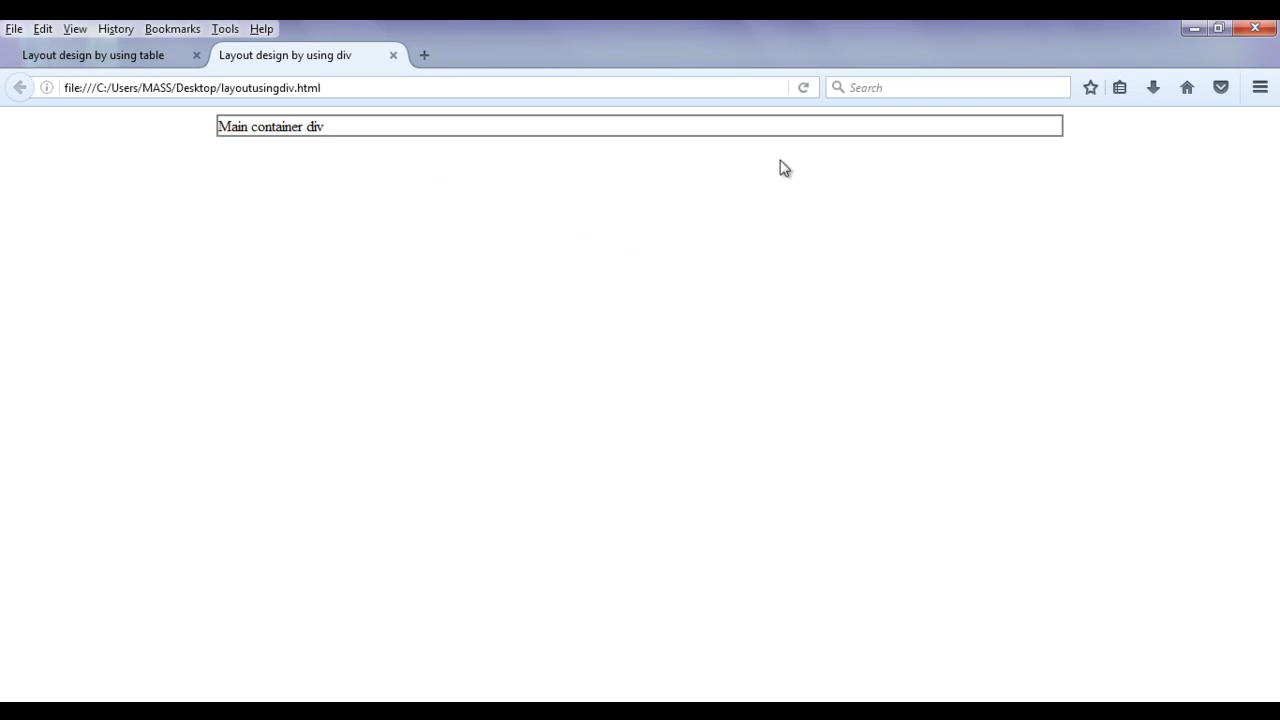 File Edit View History Bookmarks Tools Help
Layout design by using table Layout design by using div
file:///C:/Users/MASS/Desktop/layoutusingdiv.html Search
Main container div